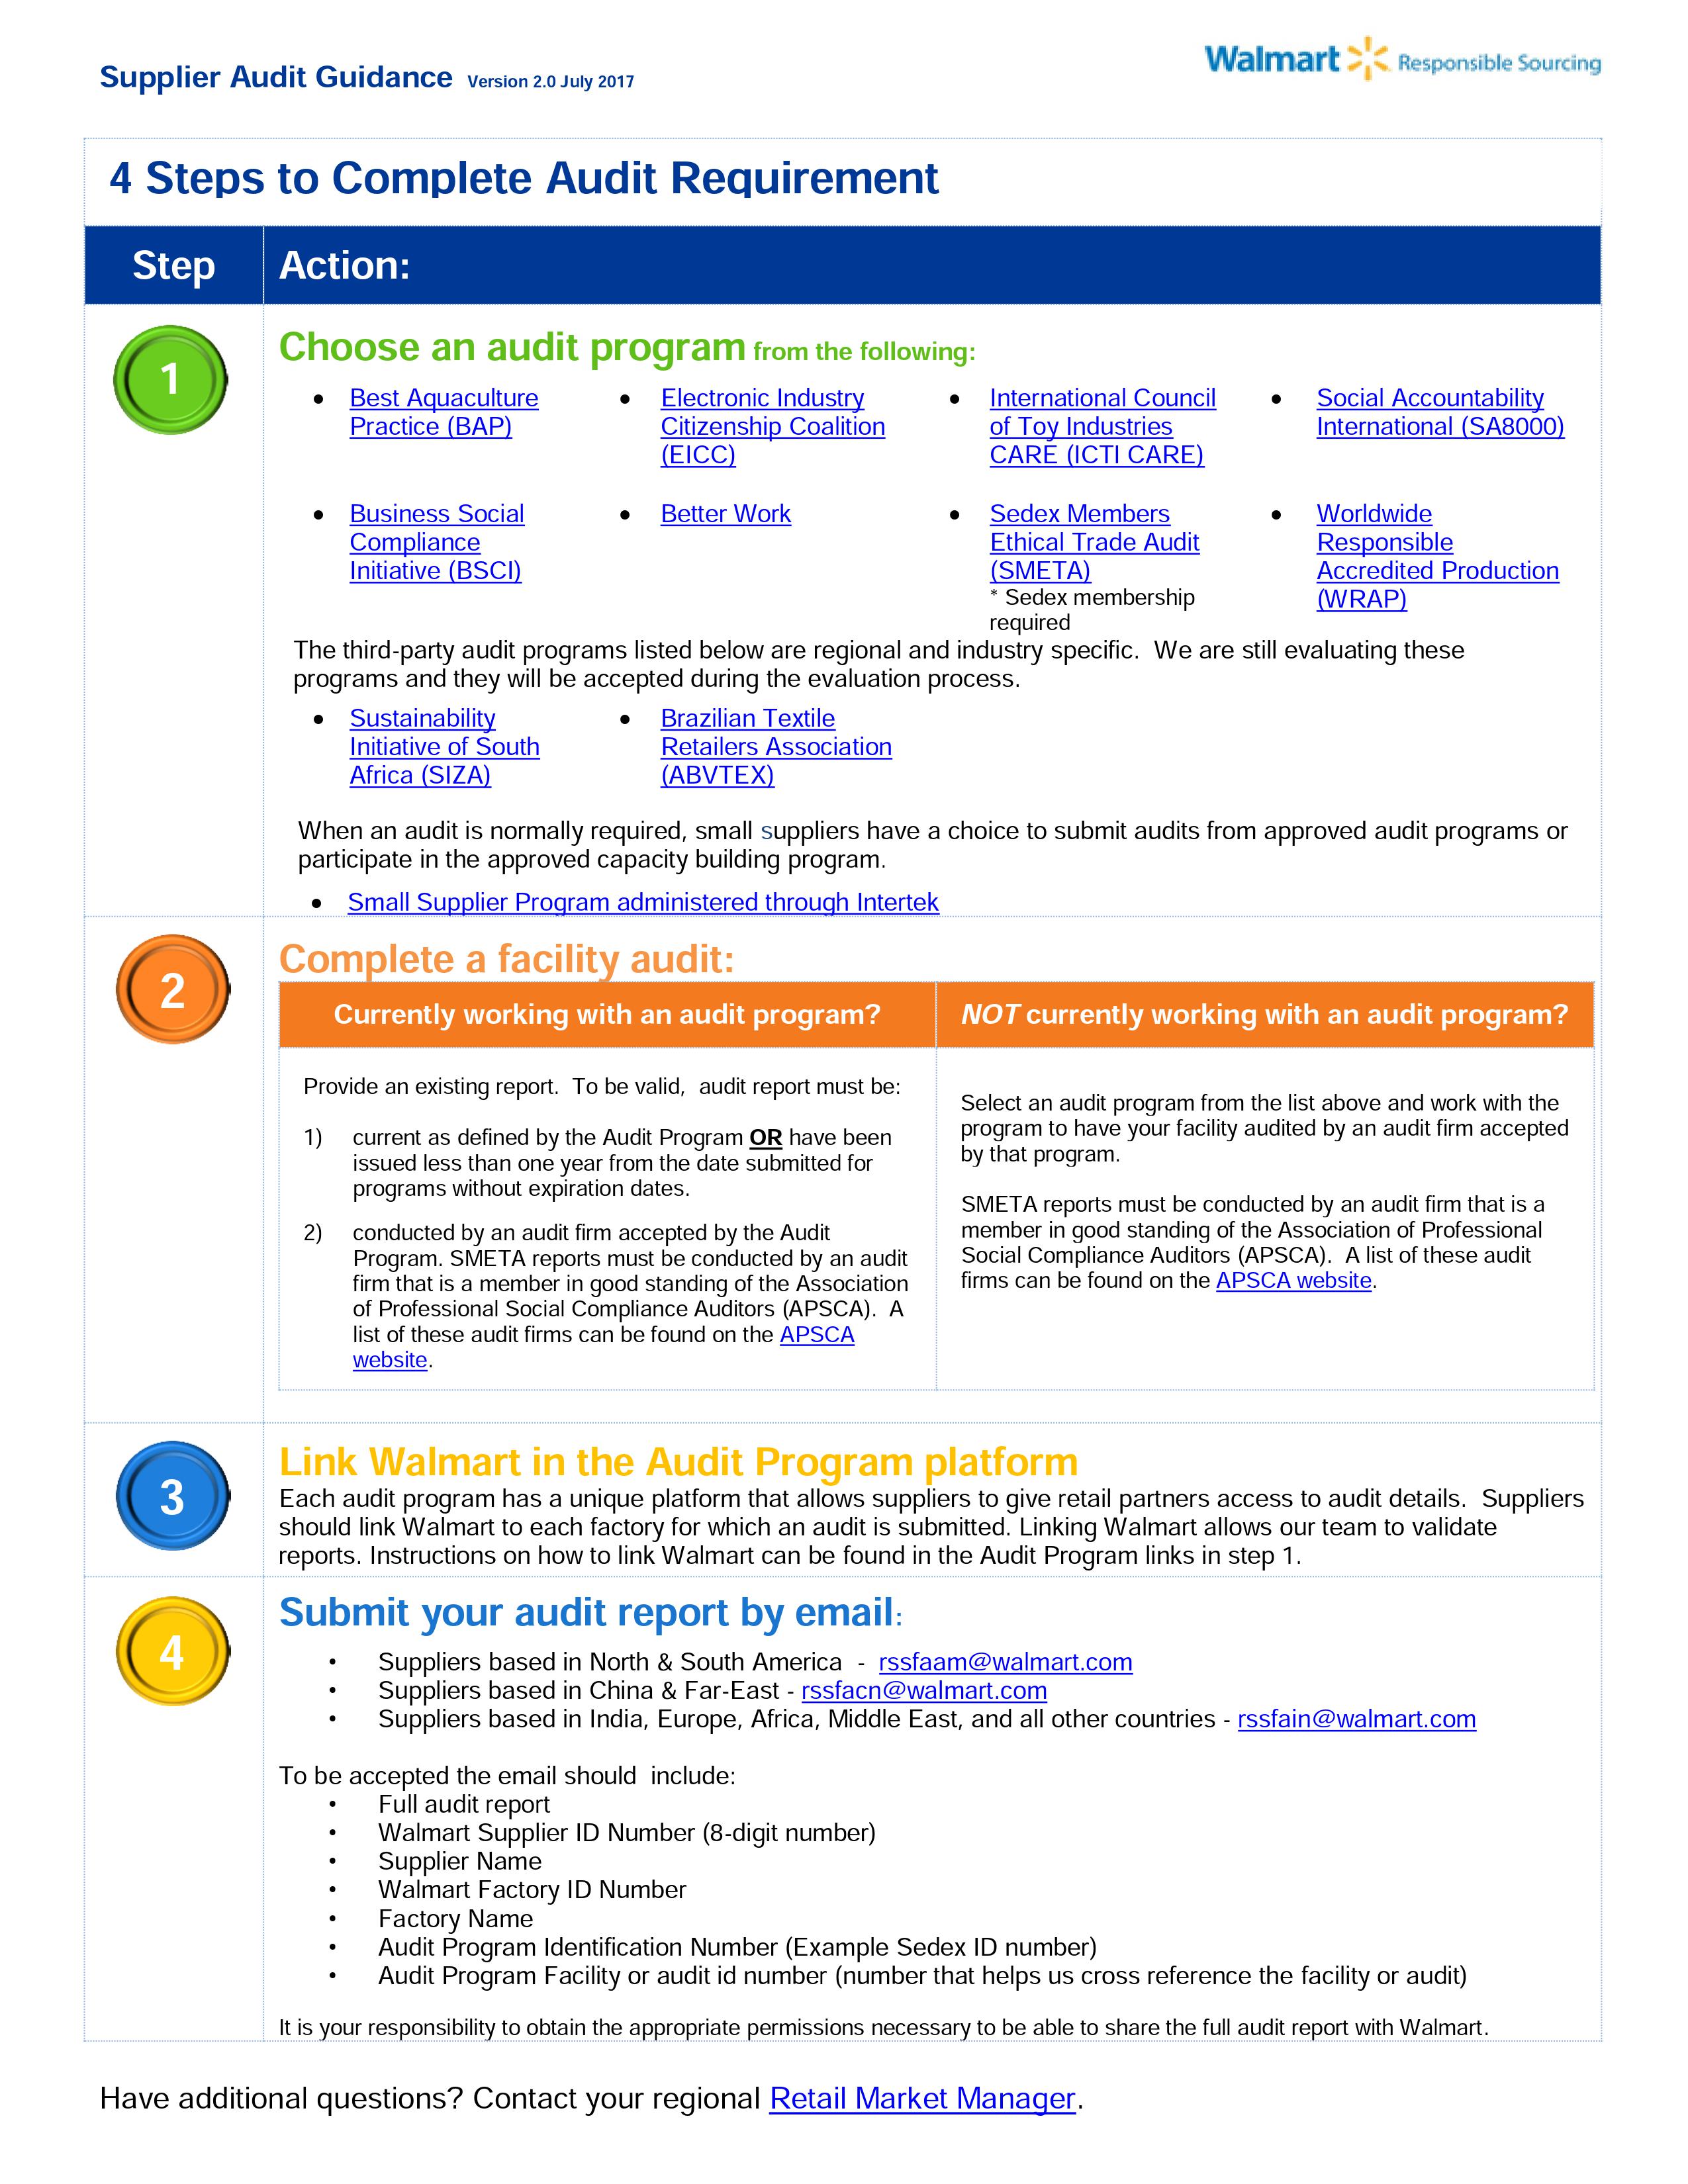 Supplier Audit Guidance Version 2.0 July 2017
Walmart Responsible Sourcing
4 Steps to Complete Audit Requirement
Step
Action:
1
Choose an audit program from the following:
• Best Aquaculture
Practice (BAP)
• Electronic Industry
Citizenship Coalition
(EICC)
• International Council
of Toy Industries
CARE (ICTI CARE)
• Social Accountability
International (SA8000)
• Business Social
Compliance
Initiative (BSCI)
• Better Work
• Sedex Members
Ethical Trade Audit
(SMETA)
* Sedex membership
required
• Worldwide
Responsible
Accredited Production
(WRAP)
The third-party audit programs listed below are regional and industry specific. We are still evaluating these
programs and they will be accepted during the evaluation process.
• Sustainability
Initiative of South
Africa (SIZA)
• Brazilian Textile
Retailers Association
(ABVTEX)
When an audit is normally required, small suppliers have a choice to submit audits from approved audit programs or
participate in the approved capacity building program.
• Small Supplier Program administered through Intertek
2
Complete a facility audit:
Currently working with an audit program?
Provide an existing report. To be valid, audit report must be:
1) current as defined by the Audit Program OR have been
issued less than one year from the date submitted for
programs without expiration dates.
2) conducted by an audit firm accepted by the Audit
Program. SMETA reports must be conducted by an audit
firm that is a member in good standing of the Association
of Professional Social Compliance Auditors (APSCA). A
list of these audit firms can be found on the APSCA
website.
NOT currently working with an audit program?
Select an audit program from the list above and work with the
program to have your facility audited by an audit firm accepted
by that program.
SMETA reports must be conducted by an audit firm that is a
member in good standing of the Association of Professional
Social Compliance Auditors (APSCA). A list of these audit
firms can be found on the APSCA website.
3
Link Walmart in the Audit Program platform
Each audit program has a unique platform that allows suppliers to give retail partners access to audit details. Suppliers
should link Walmart to each factory for which an audit is submitted. Linking Walmart allows our team to validate
reports. Instructions on how to link Walmart can be found in the Audit Program links in step 1.
4
Submit your audit report by email:
• Suppliers based in North & South America - rssfaam@walmart.com
• Suppliers based in China & Far-East - rssfacn@walmart.com
• Suppliers based in India, Europe, Africa, Middle East, and all other countries - rssfain@walmart.com
To be accepted the email should include:
• Full audit report
• Walmart Supplier ID Number (8-digit number)
• Supplier Name
• Walmart Factory ID Number
• Factory Name
• Audit Program Identification Number (Example Sedex ID number)
• Audit Program Facility or audit id number (number that helps us cross reference the facility or audit)
It is your responsibility to obtain the appropriate permissions necessary to be able to share the full audit report with Walmart.
Have additional questions? Contact your regional Retail Market Manager.